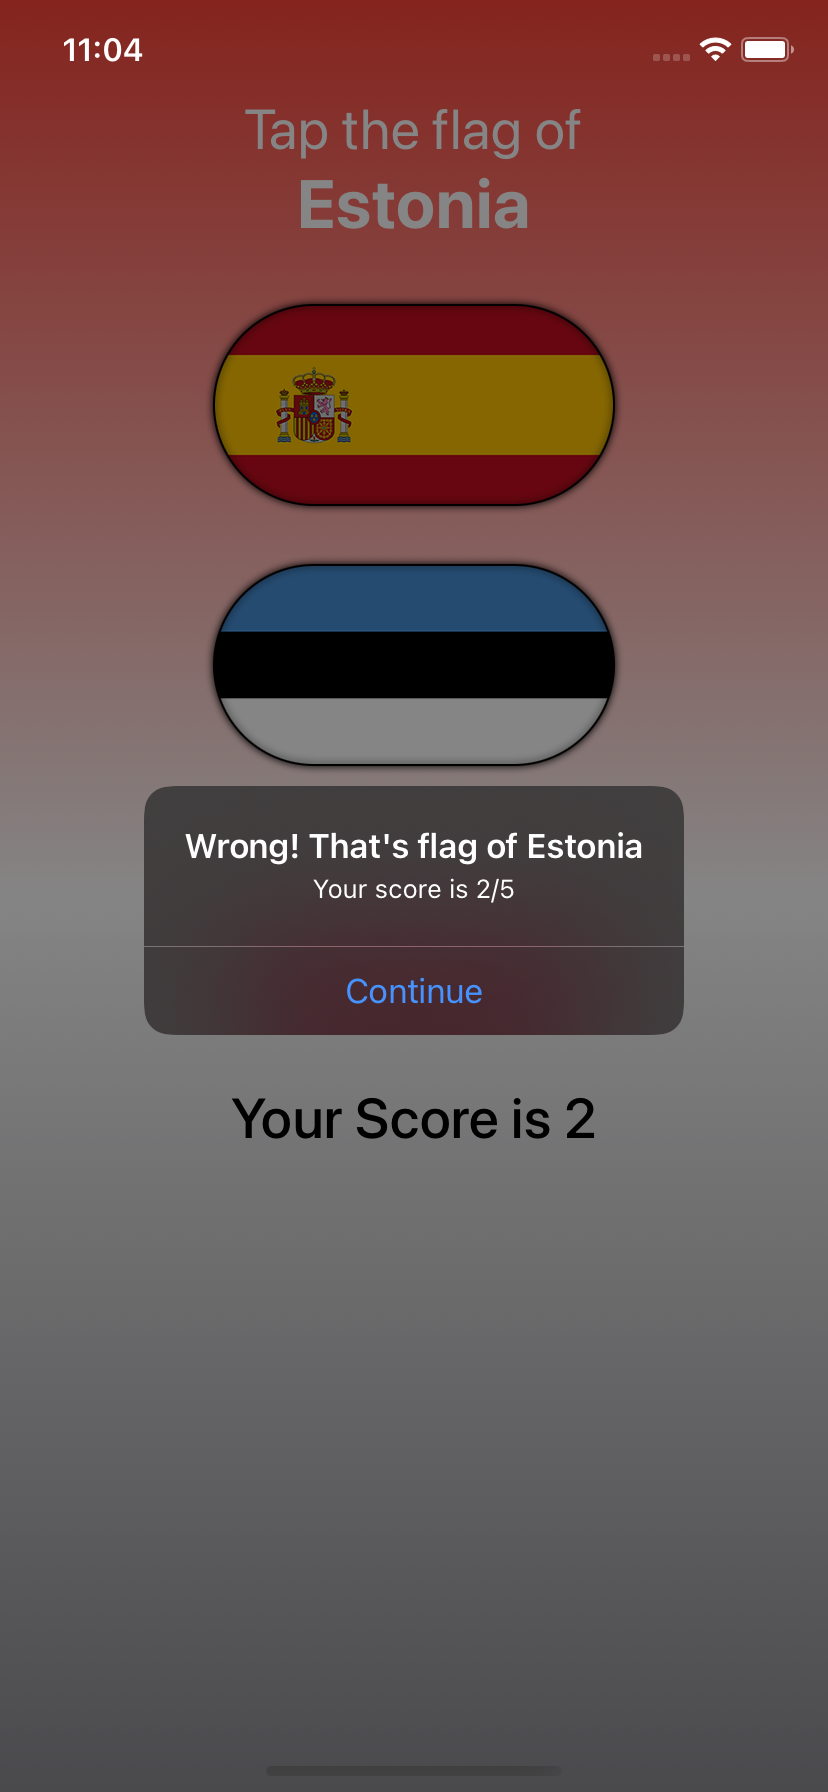 11:04
Tap the flag of
Estonia
Wrong! That's flag of Estonia
Your score is 2/5
Continue
Your Score is 2